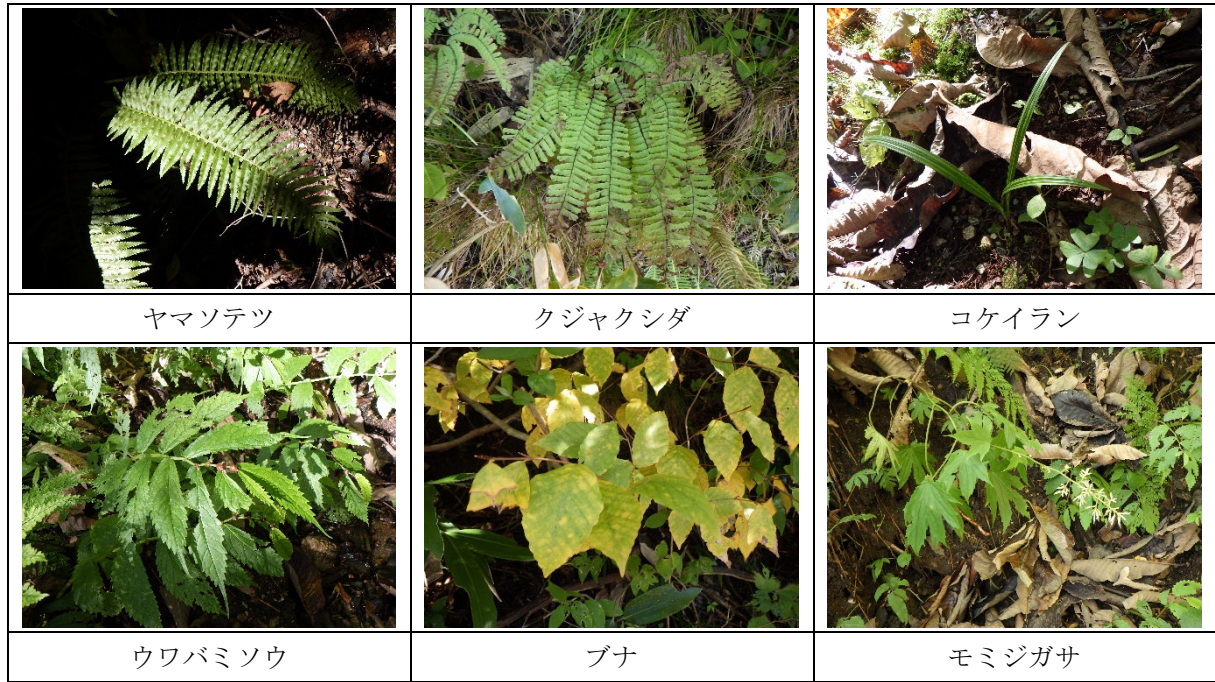 ヤマソテツ
クジャクシダ
コケイラン
ウワバミソウ
ブナ
モミジガサ